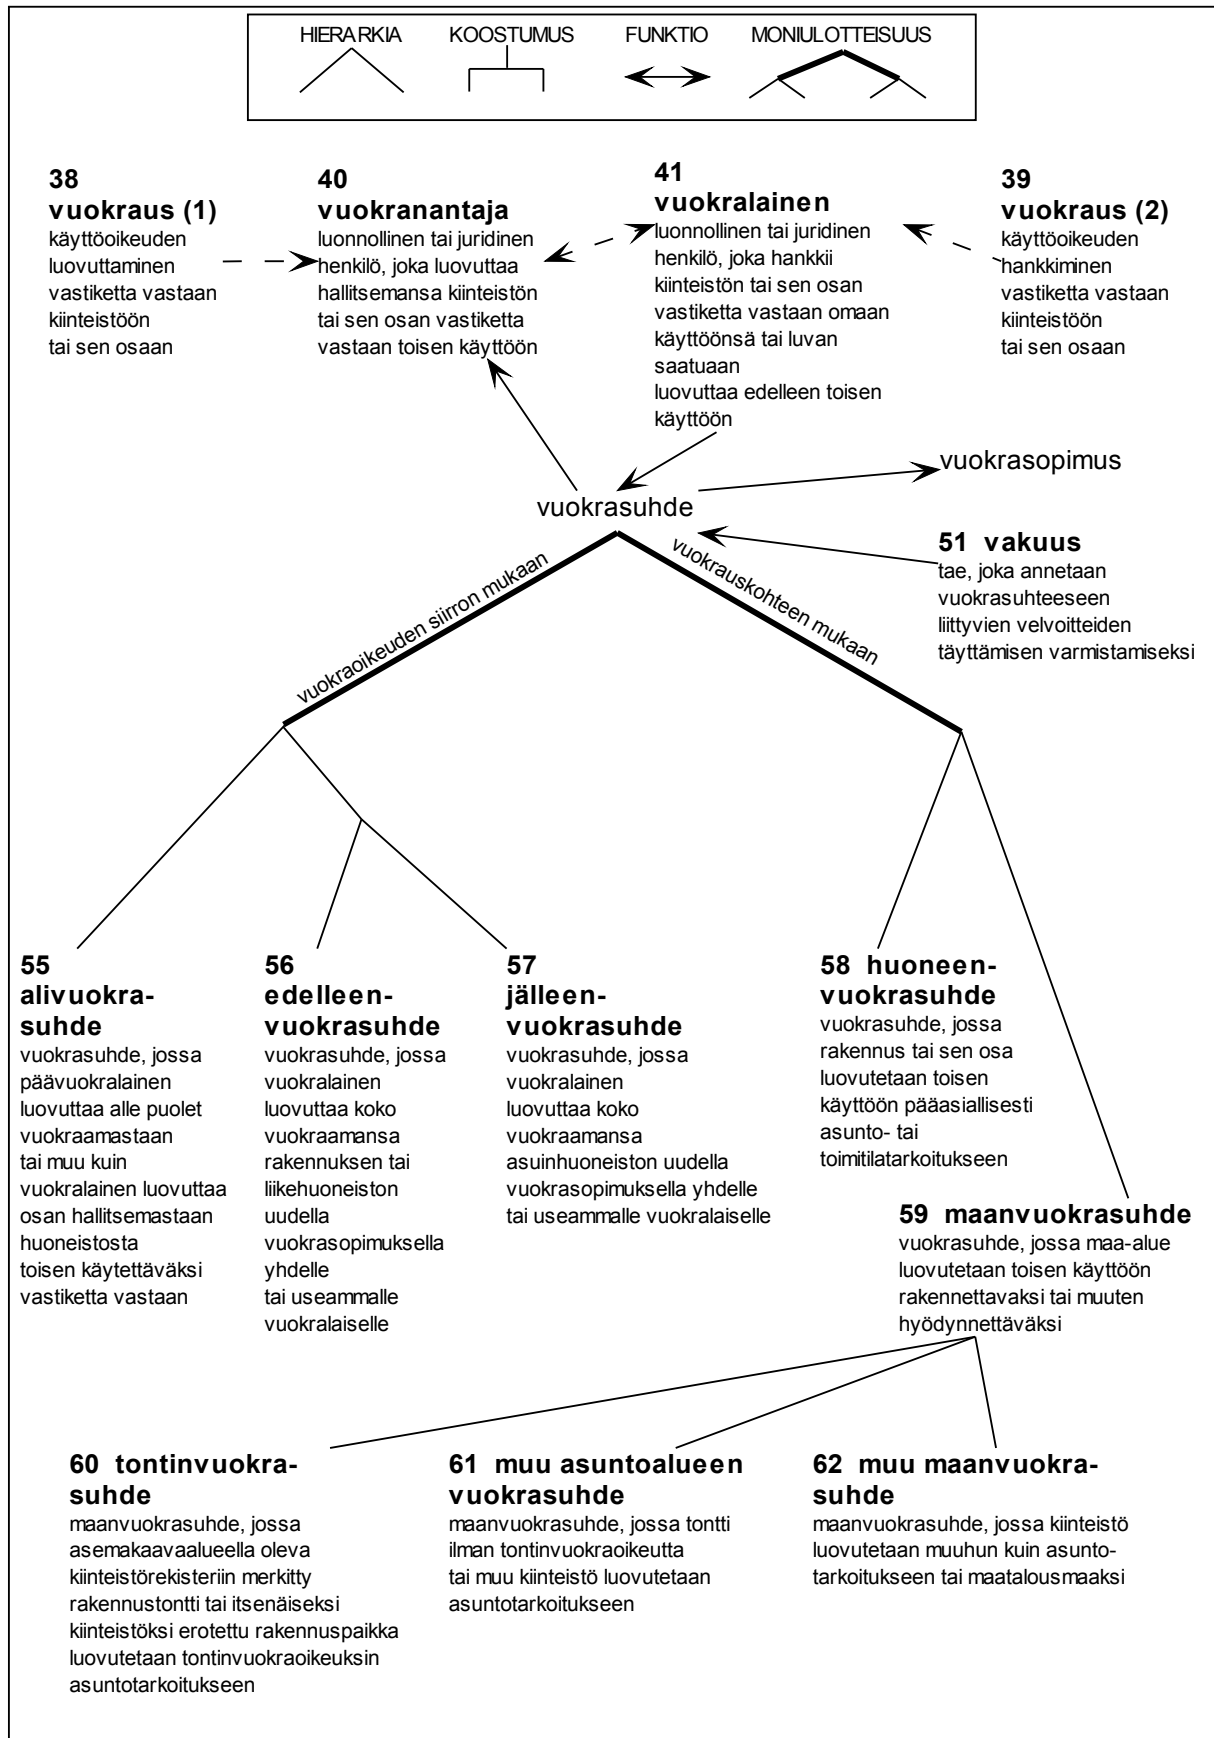 HIERARKIA KOOSTUMUS FUNKTIO MONIULOTTEISUUS
38
vuokraus (1)
käyttöoikeuden
luovuttaminen
vastiketta vastaan
kiinteistöön
tai sen osaan
40
vuokranantaja
luonnollinen tai juridinen
henkilö, joka luovuttaa
hallitsemansa kiinteistön
tai sen osan vastiketta
vastaan toisen käyttöön
41
vuokralainen
luonnollinen tai juridinen
henkilö, joka hankkii
kiinteistön tai sen osan
vastiketta vastaan omaan
käyttöönsä tai luvan
saatuaan
luovuttaa edelleen toisen
käyttöön
39
vuokraus (2)
käyttöoikeuden
hankkiminen
vastiketta vastaan
kiinteistöön
tai sen osaan
vuokrasopimus
vuokrasuhde
51 vakuus
tae, joka annetaan
vuokrasuhteeseen
liittyvien velvoitteiden
täyttämisen varmistamiseksi
vuokraoikeuden siirron mukaan
vuokrauskohteen mukaan
55
alivuokra-
suhde
vuokrasuhde, jossa
päävuokralainen
luovuttaa alle puolet
vuokraamastaan
tai muu kuin
vuokralainen luovuttaa
osan hallitsemastaan
huoneistosta
toisen käytettäväksi
vastiketta vastaan
56
edelleen-
vuokrasuhde
vuokrasuhde, jossa
vuokralainen
luovuttaa koko
vuokraamansa
rakennuksen tai
liikehuoneiston
uudella
vuokrasopimuksella
yhdelle
tai useammalle
vuokralaiselle
57
jälleen-
vuokrasuhde
vuokrasuhde, jossa
vuokralainen
luovuttaa koko
vuokraamansa
asuinhuoneiston uudella
vuokrasopimuksella yhdelle
tai useammalle vuokralaiselle
58 huoneen-
vuokrasuhde
vuokrasuhde, jossa
rakennus tai sen osa
luovutetaan toisen
käyttöön pääasiallisesti
asunto- tai
toimitilatarkoitukseen
59 maanvuokrasuhde
vuokrasuhde, jossa maa-alue
luovutetaan toisen käyttöön
rakennettavaksi tai muuten
hyödynnettäväksi
60 tontinvuokra-
suhde
maanvuokrasuhde, jossa
asemakaavaalueella oleva
kiinteistörekisteriin merkitty
rakennustontti tai itsenäiseksi
kiinteistöksi erotettu rakennuspaikka
luovutetaan tontinvuokraoikeuksin
asuntotarkoitukseen
61 muu asuntoalueen
vuokrasuhde
maanvuokrasuhde, jossa tontti
ilman tontinvuokraoikeutta
tai muu kiinteistö luovutetaan
asuntotarkoitukseen
62 muu maanvuokra-
suhde
maanvuokrasuhde, jossa kiinteistö
luovutetaan muuhun kuin asunto-
tarkoitukseen tai maatalousmaaksi